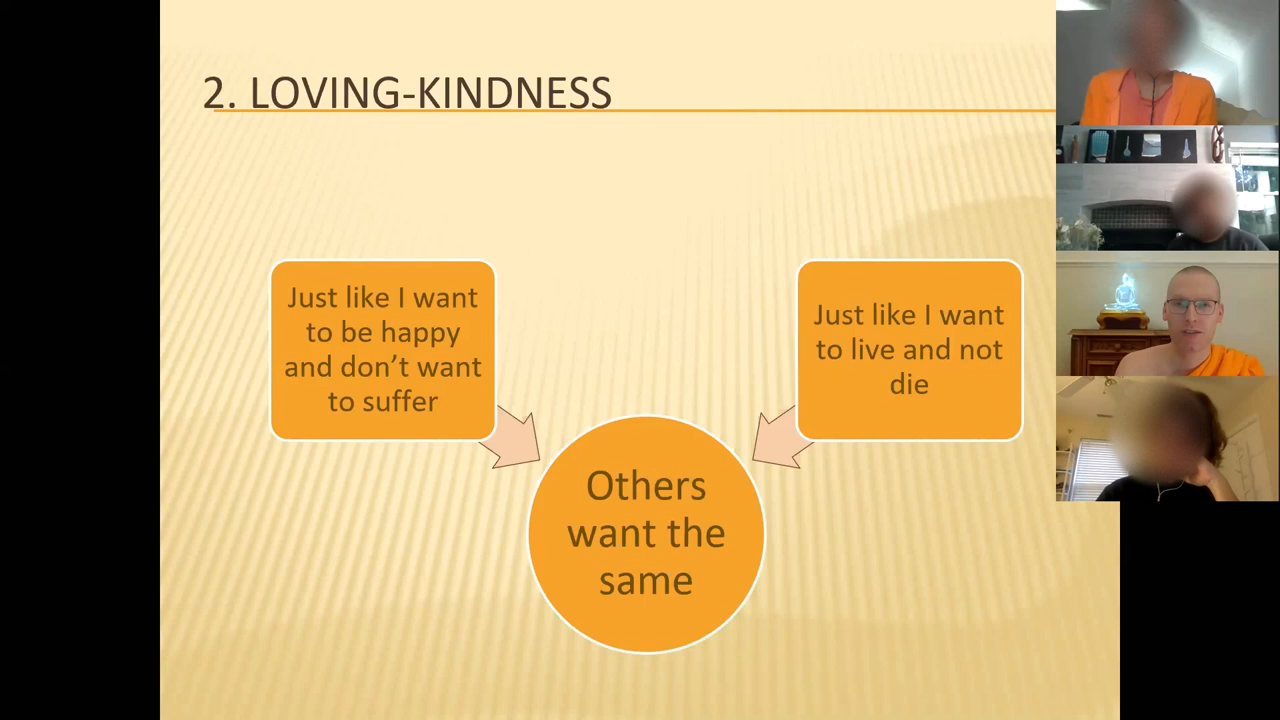 2. LOVING-KINDNESS
Just like I want
to be happy
and don’t want
to suffer
Just like I want
to live and not
die
Others
want the
same